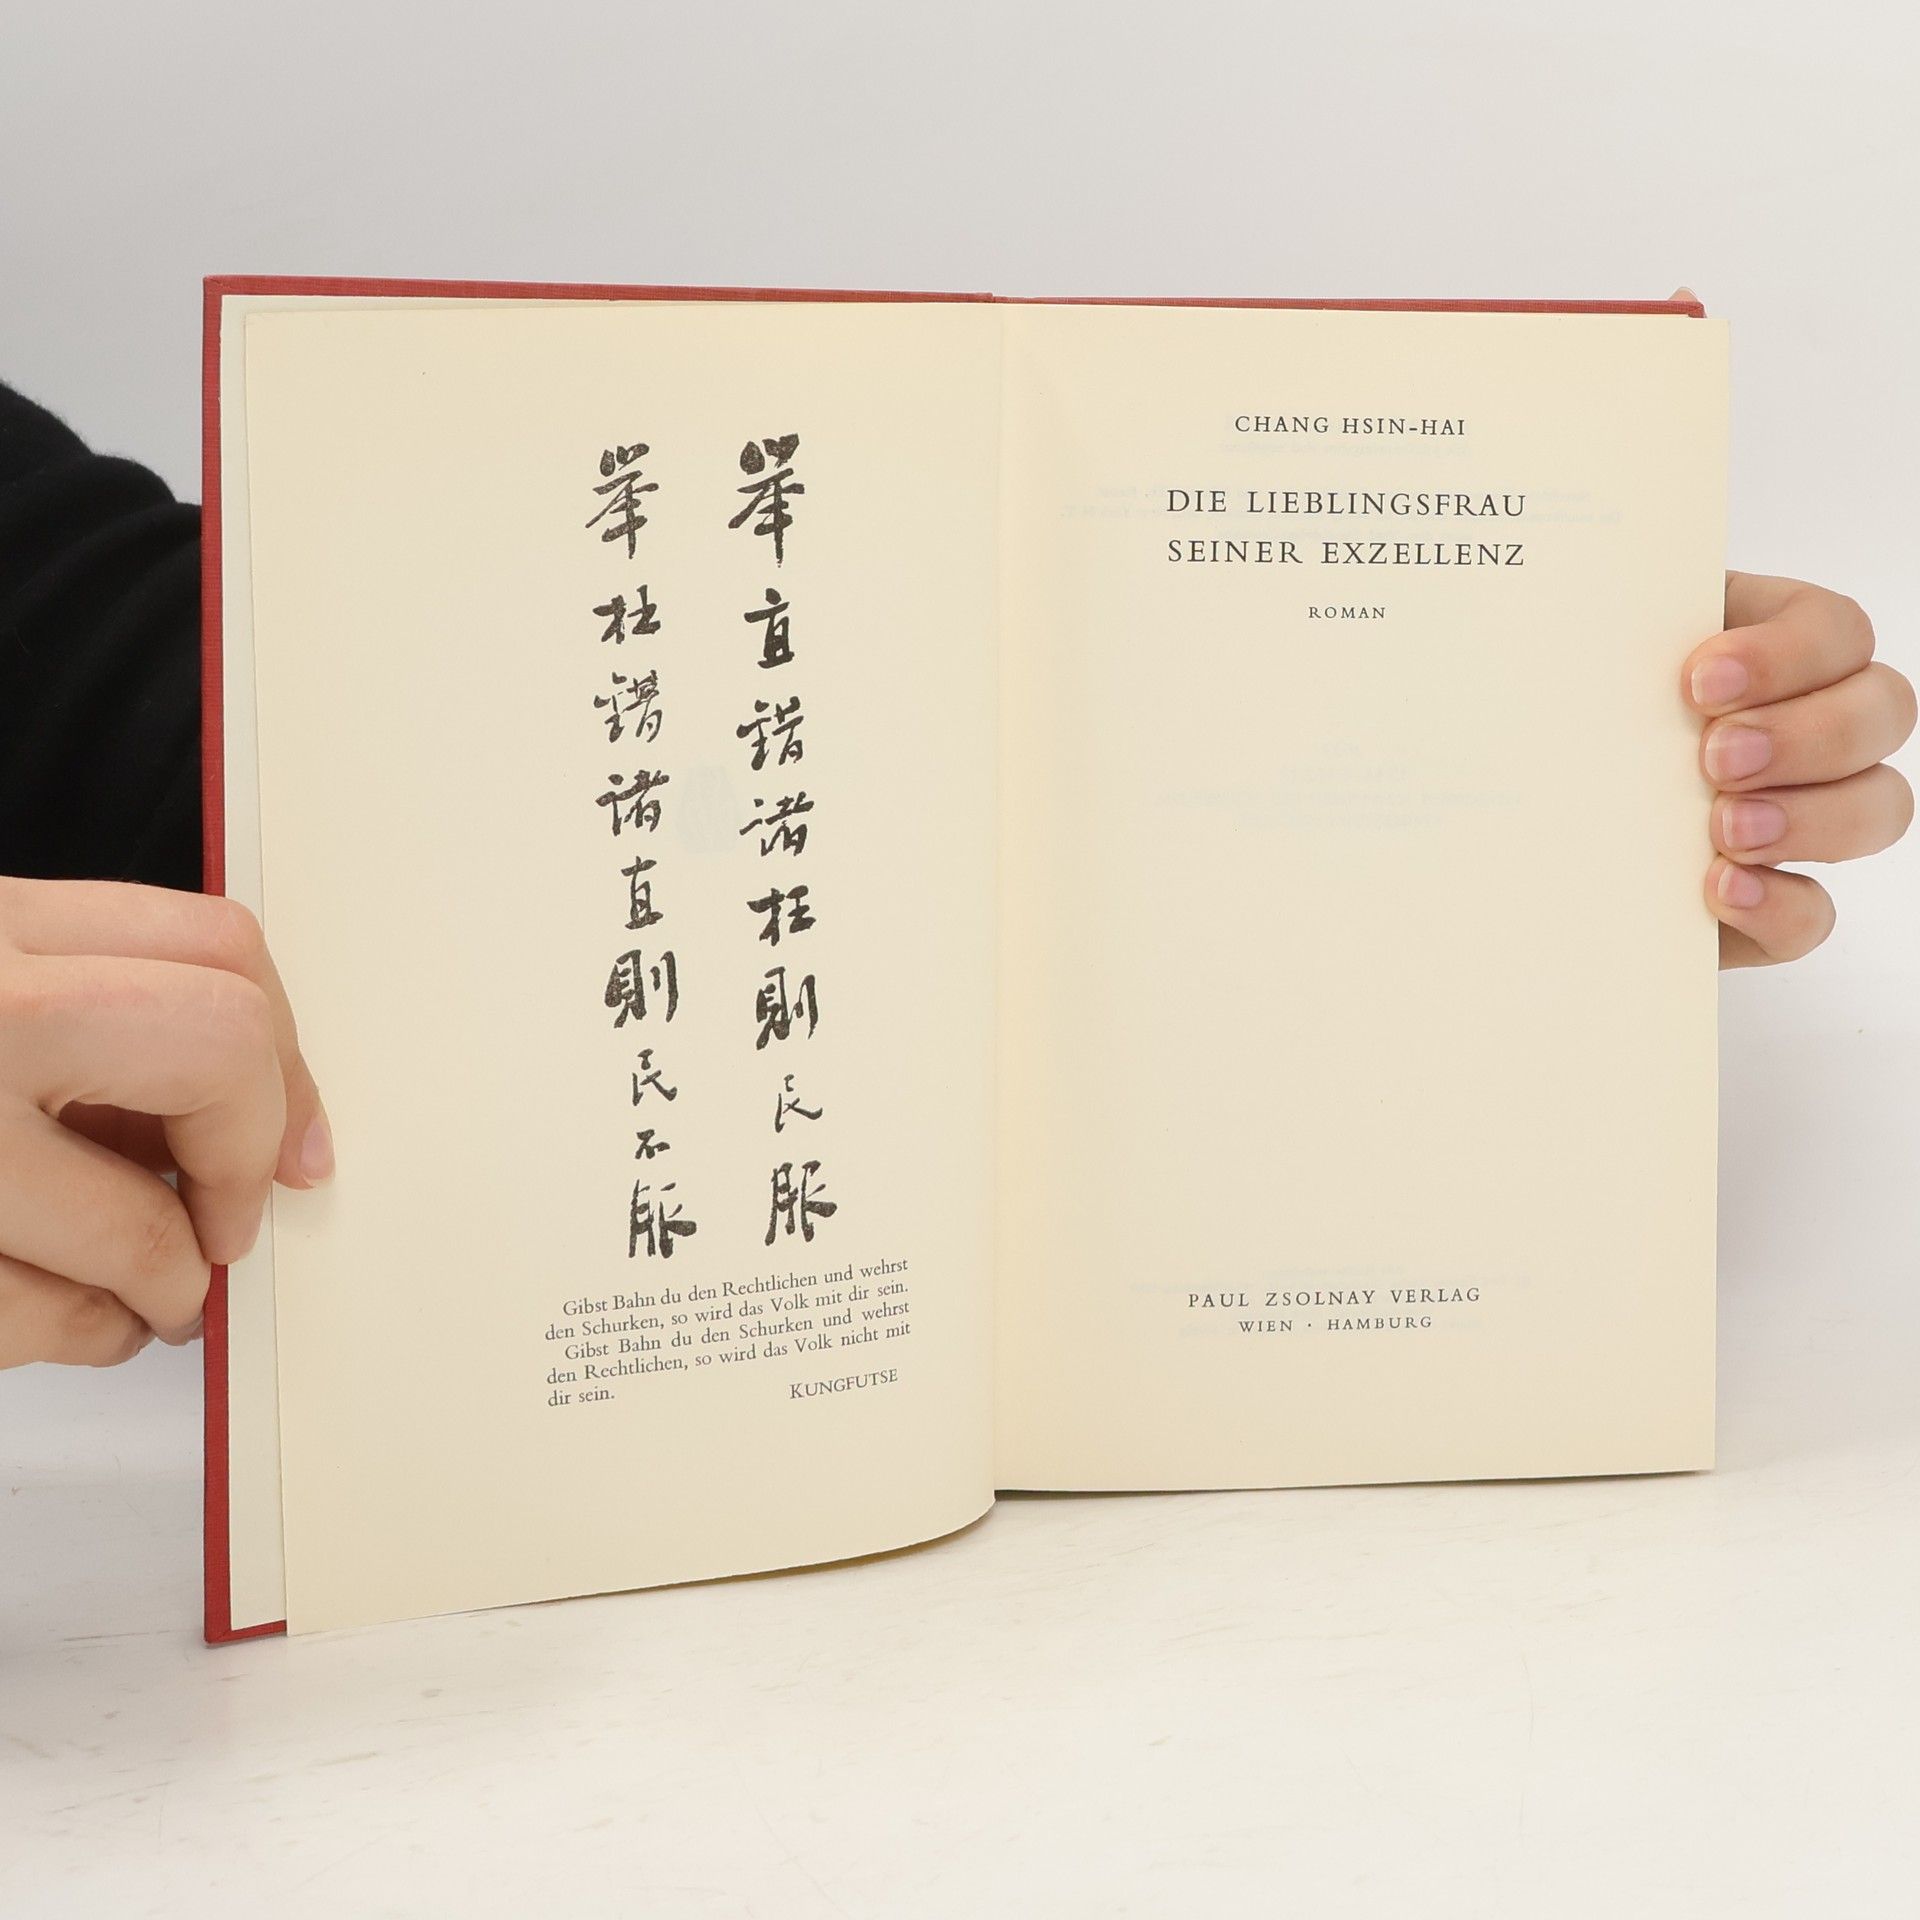 舉直錯諸枉則民服
舉枉錯諸直則民不服
Gibst Bahn du den Rechtlichen und wehrst
den Schurken, so wird das Volk mit dir sein.
Gibst Bahn du den Schurken und wehrst
den Rechtlichen, so wird das Volk nicht mit
dir sein.
KUNGFUTSE
CHANG HSIN-HAI
DIE LIEBLINGSFRAU
SEINER EXZELLENZ
ROMAN
PAUL ZSOLNAY VERLAG
WIEN · HAMBURG